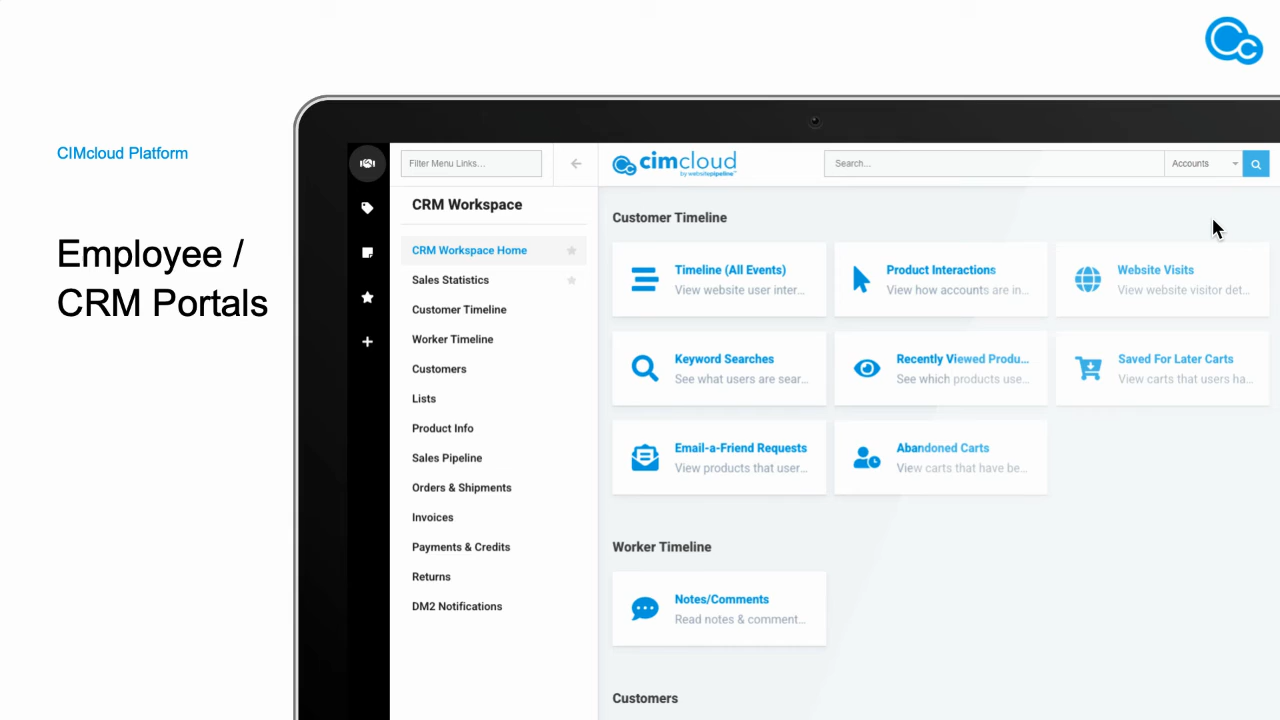 CIMcloud Platform
Employee /
CRM Portals
Filter Menu Links...
cimcloud
by websitepipeline™
Search...
Accounts
CRM Workspace
CRM Workspace Home
Sales Statistics
Customer Timeline
Worker Timeline
Customers
Lists
Product Info
Sales Pipeline
Orders & Shipments
Invoices
Payments & Credits
Returns
DM2 Notifications
Customer Timeline
Timeline (All Events)
View website user inter...
Product Interactions
View how accounts are in...
Website Visits
View website visitor det...
Keyword Searches
See what users are sear...
Recently Viewed Produ...
See which products use...
Saved For Later Carts
View carts that users ha...
Email-a-Friend Requests
View products that user...
Abandoned Carts
View carts that have be...
Worker Timeline
Notes/Comments
Read notes & comment...
Customers